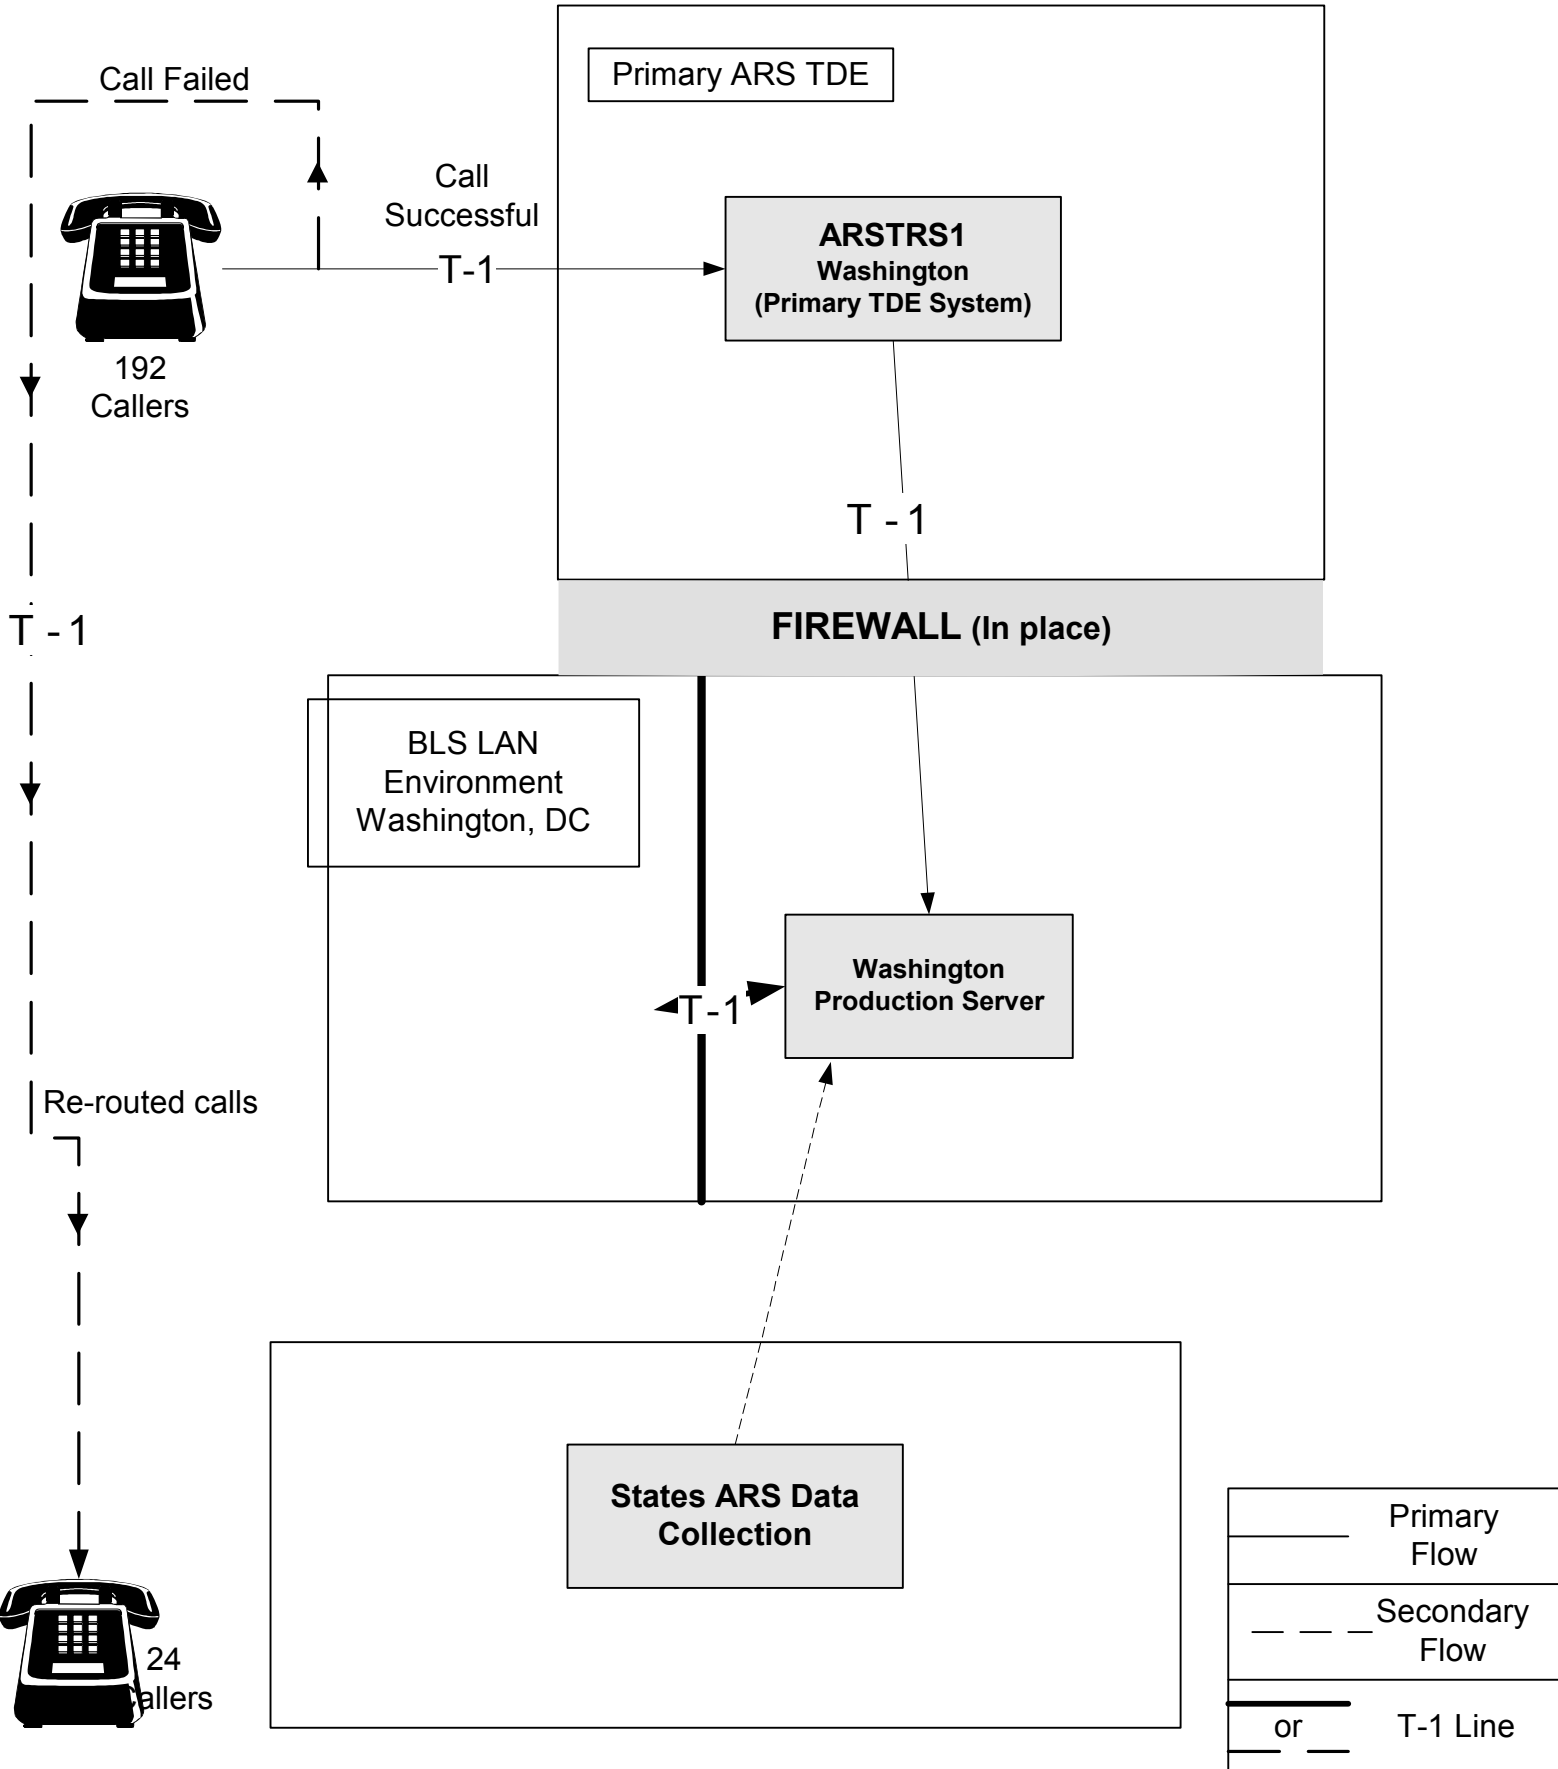 Call Failed
Primary ARS TDE
Call
Successful
T-1
ARSTRS1
Washington
(Primary TDE System)
192
Callers
T - 1
T - 1
FIREWALL (In place)
BLS LAN
Environment
Washington, DC
Washington
Production Server
T-1
Re-routed calls
States ARS Data
Collection
24
Callers
Primary
Flow
Secondary
Flow
or
T-1 Line